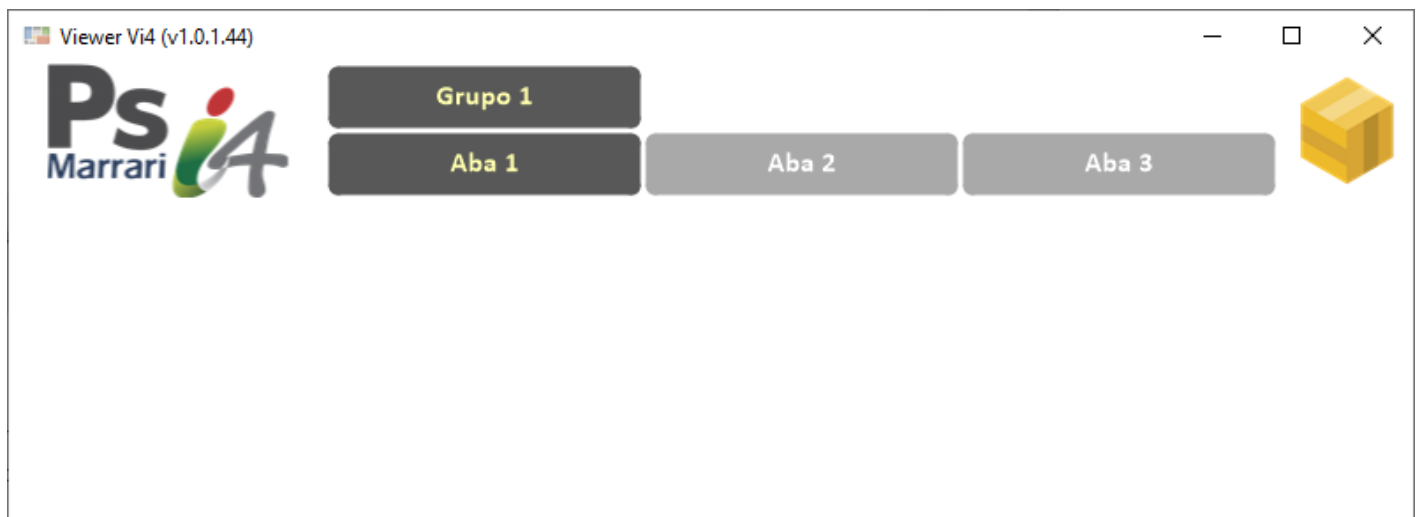 Viewer Vi4 (v1.0.1.44)
Ps i4
Marrari
Grupo 1
Aba 1 Aba 2 Aba 3